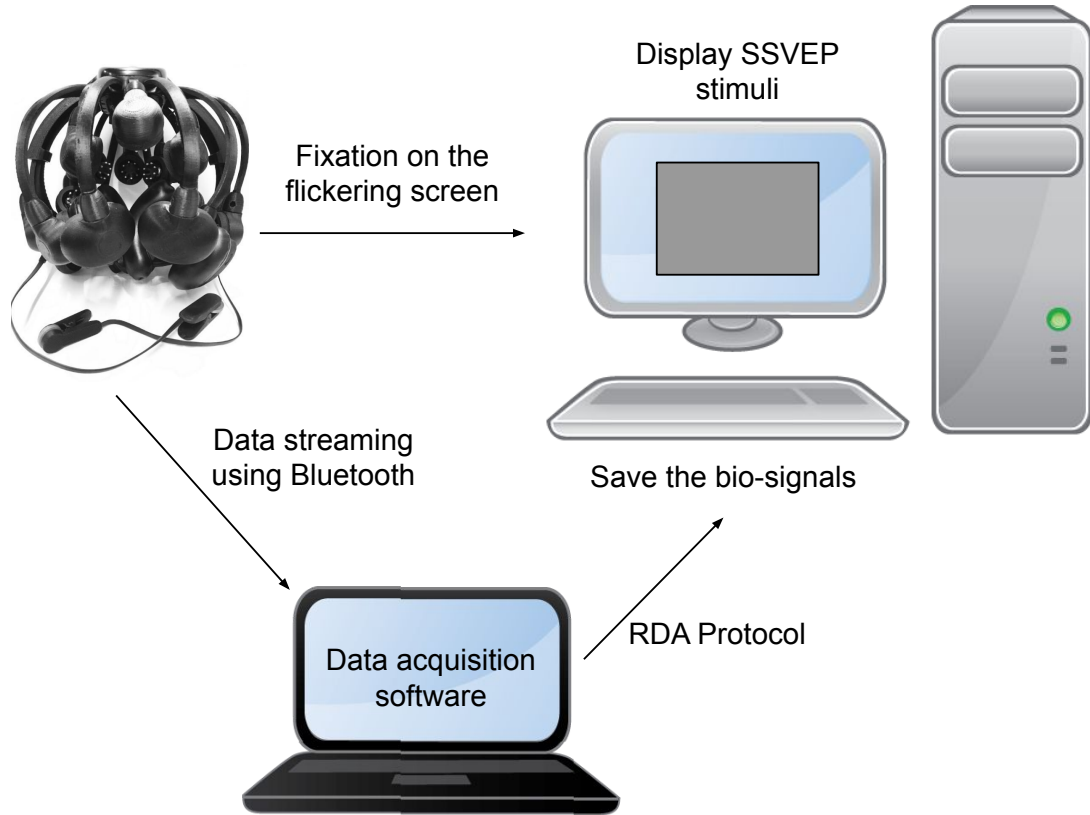 Display SSVEP
stimuli
Fixation on the
flickering screen
Data streaming
using Bluetooth
Save the bio-signals
RDA Protocol
Data acquisition
software